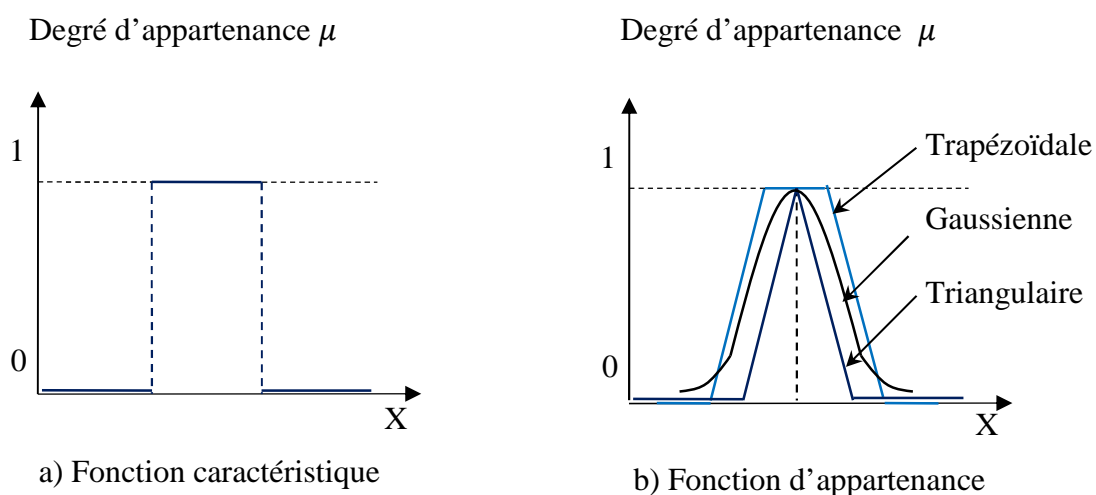 Degré d’appartenance μ
1
0
X
a) Fonction caractéristique
Degré d’appartenance μ
1
Trapézoïdale
Gaussienne
Triangulaire
0
X
b) Fonction d’appartenance